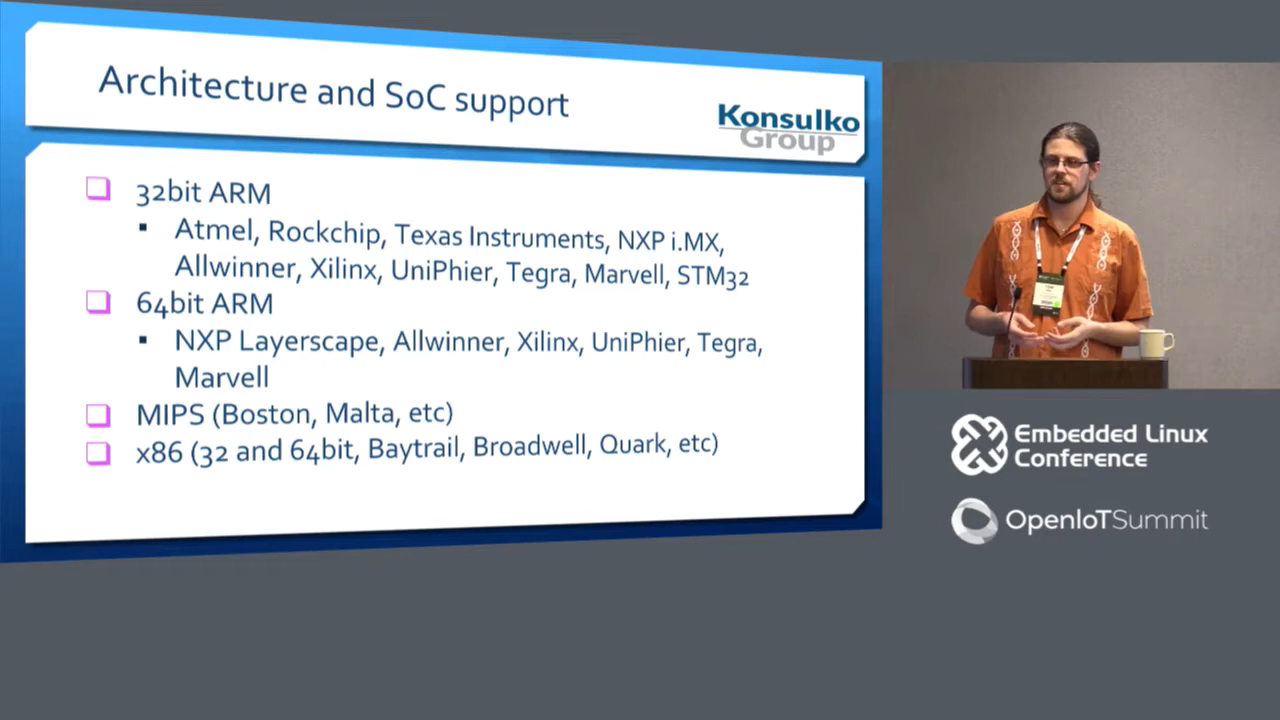 Architecture and SoC support
Konsulko
Group
32bit ARM
Atmel, Rockchip, Texas Instruments, NXP i.MX,
Allwinner, Xilinx, UniPhier, Tegra, Marvell, STM32
64bit ARM
NXP Layerscape, Allwinner, Xilinx, UniPhier, Tegra,
Marvell
MIPS (Boston, Malta, etc)
x86 (32 and 64bit, Baytrail, Broadwell, Quark, etc)
Embedded Linux
Conference
OpenIoTSummit